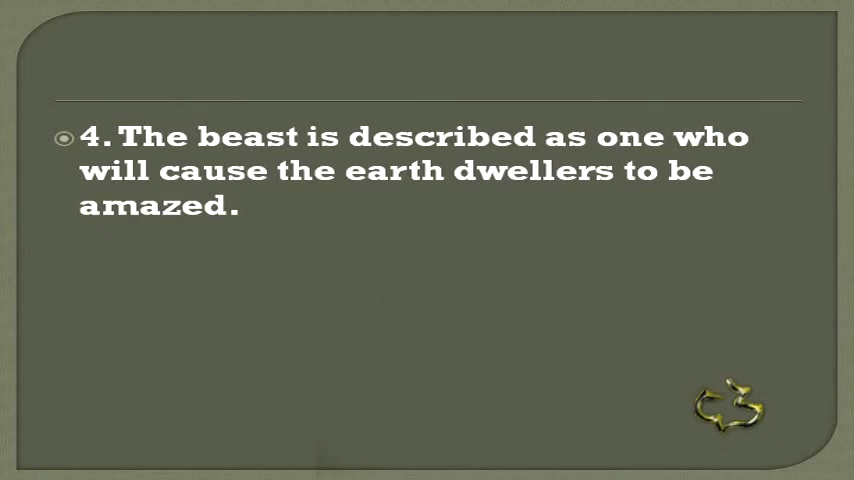 4. The beast is described as one who
will cause the earth dwellers to be
amazed.